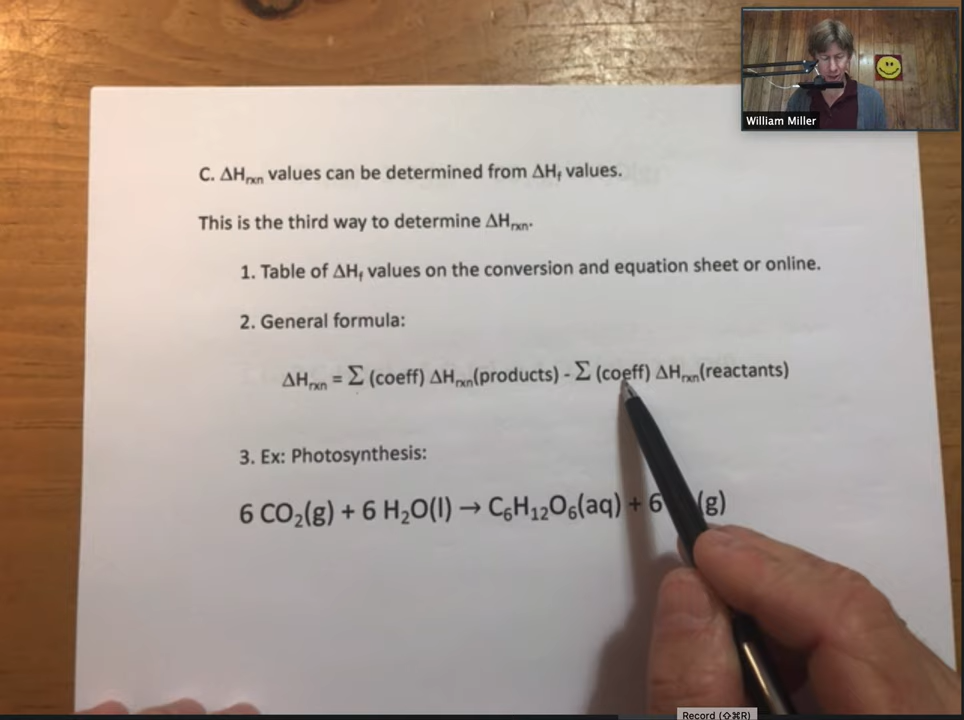 William Miller
C. ΔHrxn values can be determined from ΔHf values.
This is the third way to determine ΔHrxn.
1. Table of ΔHf values on the conversion and equation sheet or online.
2. General formula:
ΔHrxn = Σ (coeff) ΔHrxn(products) - Σ (coeff) ΔHrxn(reactants)
3. Ex: Photosynthesis:
6 CO₂(g) + 6 H₂O(l) → C₆H₁₂O₆(aq) + 6 (g)
Record (⇧⌘R)